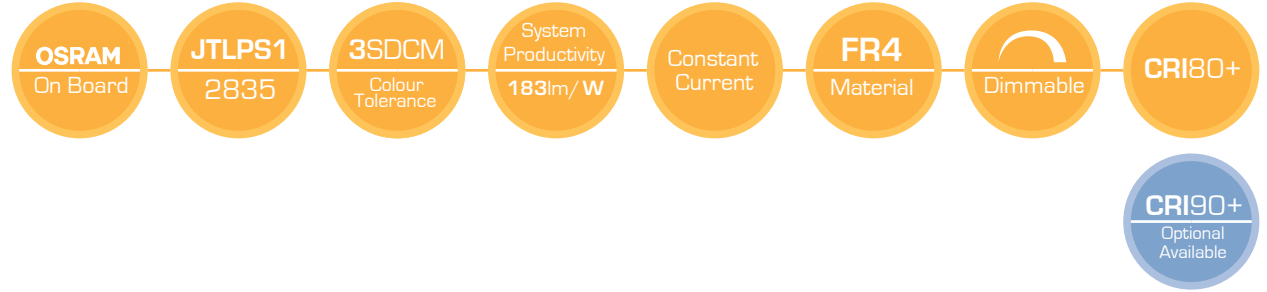 OSRAM
On Board
JTLPS1
2835
3SDCM
Colour
Tolerance
System
Productivity
183lm/W
Constant
Current
FR4
Material
Dimmable
CRI80+
CRI90+
Optional
Available